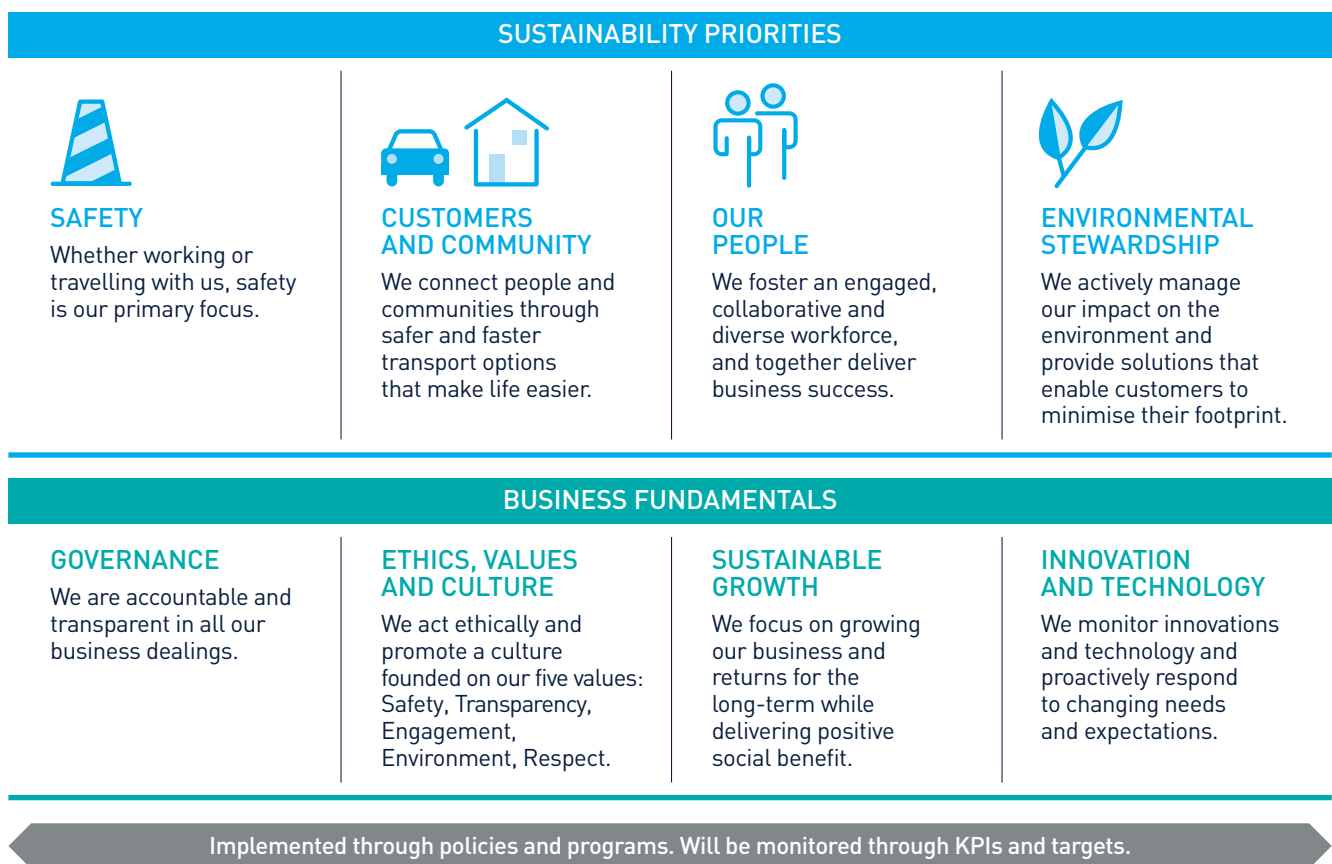 SUSTAINABILITY PRIORITIES
SAFETY
Whether working or
travelling with us, safety
is our primary focus.
CUSTOMERS
AND COMMUNITY
We connect people and
communities through
safer and faster
transport options
that make life easier.
OUR
PEOPLE
We foster an engaged,
collaborative and
diverse workforce,
and together deliver
business success.
ENVIRONMENTAL
STEWARDSHIP
We actively manage
our impact on the
environment and
provide solutions that
enable customers to
minimise their footprint.
BUSINESS FUNDAMENTALS
GOVERNANCE
We are accountable and
transparent in all our
business dealings.
ETHICS, VALUES
AND CULTURE
We act ethically and
promote a culture
founded on our five values:
Safety, Transparency,
Engagement,
Environment, Respect.
SUSTAINABLE
GROWTH
We focus on growing
our business and
returns for the
long-term while
delivering positive
social benefit.
INNOVATION
AND TECHNOLOGY
We monitor innovations
and technology and
proactively respond
to changing needs
and expectations.
Implemented through policies and programs. Will be monitored through KPIs and targets.